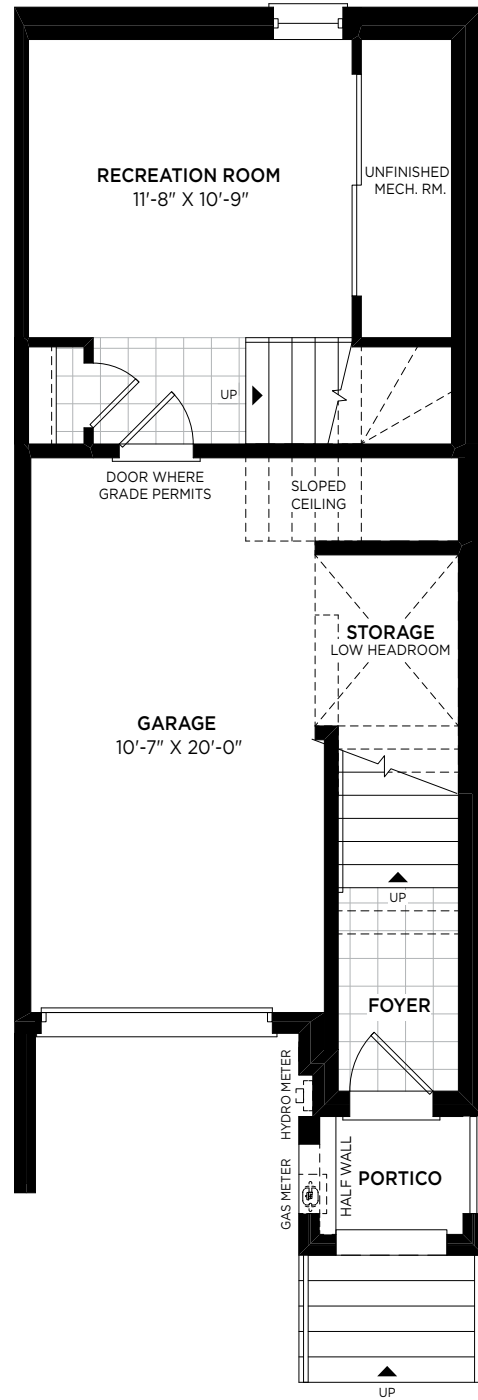 RECREATION ROOM
11'-8" X 10'-9"
UNFINISHED
MECH. RM.
UP
DOOR WHERE
GRADE PERMITS
SLOPED
CEILING
STORAGE
LOW HEADROOM
GARAGE
10'-7" X 20'-0"
UP
FOYER
HYDRO METER
GAS METER
HALF WALL
PORTICO
UP